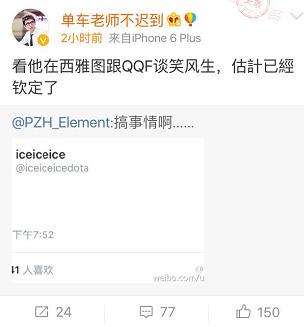 单车老师不迟到
2小时前 来自iPhone 6 Plus
看他在西雅图跟QQF谈笑风生，估計已經
钦定了
@PZH_Element:搞事情啊......
iceiceice
@iceiceicedota
下午7:52
41 人喜欢
weibo.com/u
24
77
150